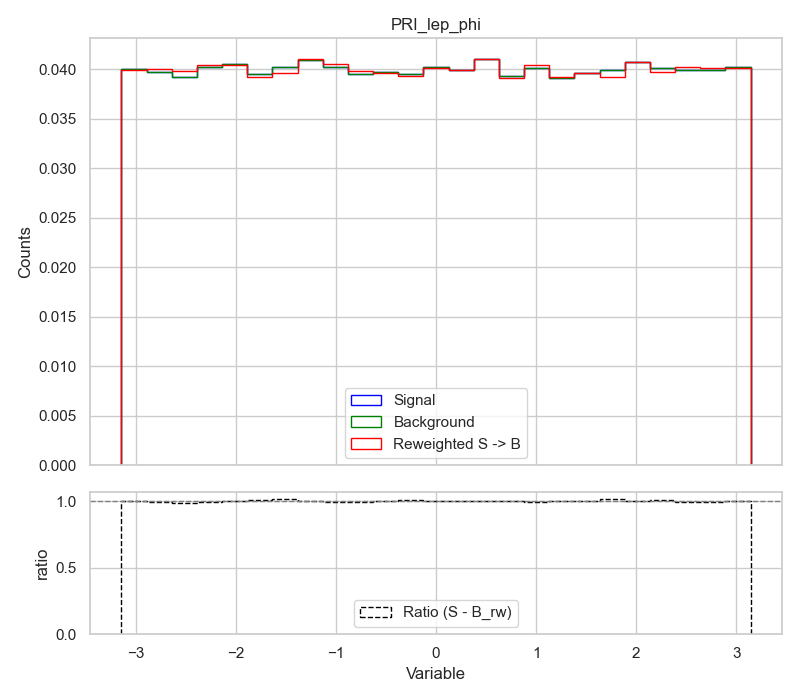 PRI_lep_phi
0.040
0.035
0.030
0.025
0.020
0.015
0.010
0.005
0.000
Counts
Signal
Background
Reweighted S -> B
1.0
0.5
0.0
ratio
Ratio (S - B_rw)
−3 −2 −1 0 1 2 3
Variable